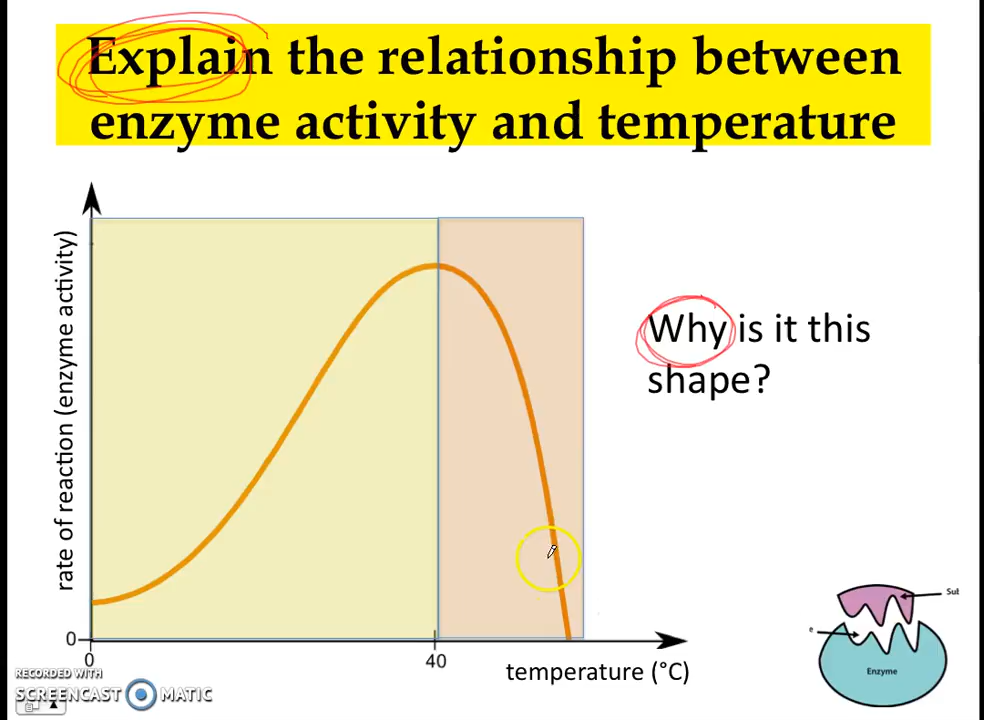 Explain the relationship between
enzyme activity and temperature
rate of reaction (enzyme activity)
Why is it this
shape?
0
0
40
temperature (°C)
Sub
e
Enzyme
RECORDED WITH
SCREENCAST MATIC